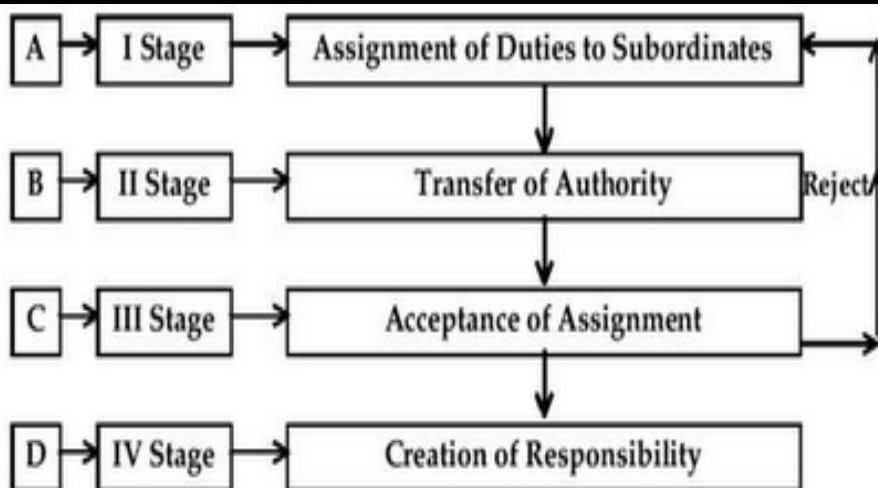 A I Stage Assignment of Duties to Subordinates
B II Stage Transfer of Authority Reject
C III Stage Acceptance of Assignment
D IV Stage Creation of Responsibility